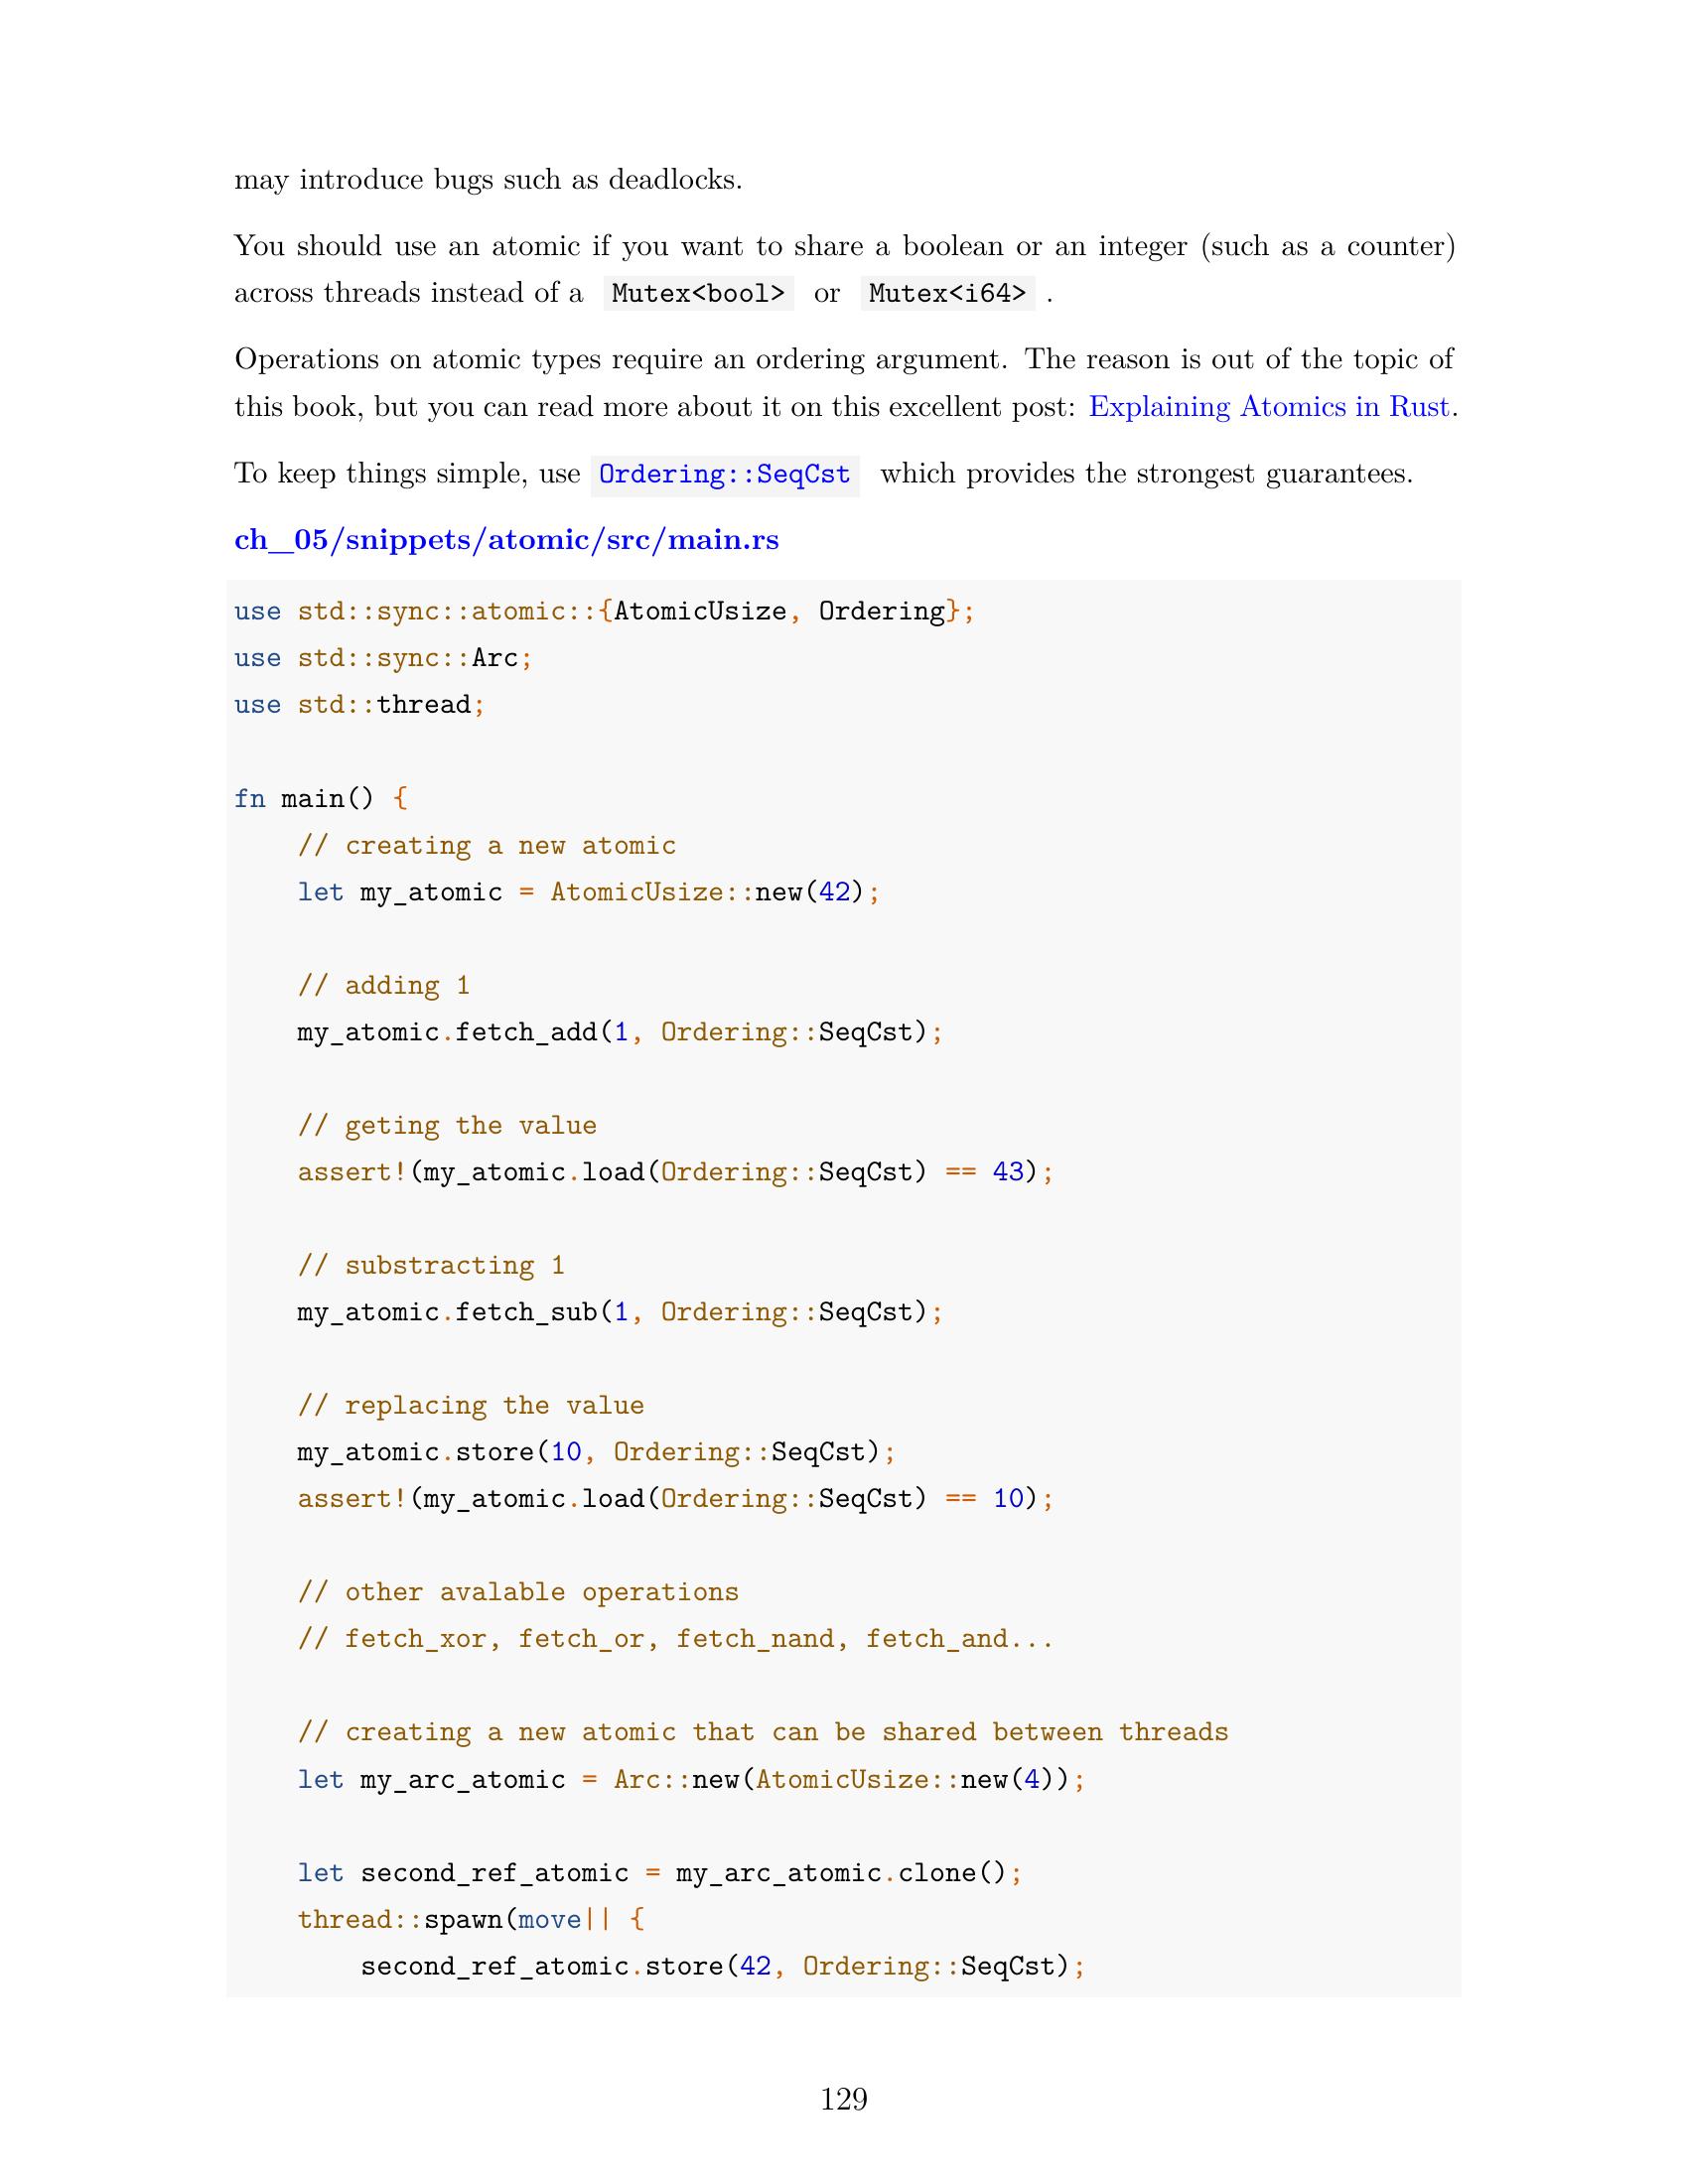 may introduce bugs such as deadlocks.
You should use an atomic if you want to share a boolean or an integer (such as a counter)
across threads instead of a Mutex<bool> or Mutex<i64> .
Operations on atomic types require an ordering argument. The reason is out of the topic of
this book, but you can read more about it on this excellent post: Explaining Atomics in Rust.
To keep things simple, use Ordering::SeqCst which provides the strongest guarantees.
ch_05/snippets/atomic/src/main.rs
use std::sync::atomic::{AtomicUsize, Ordering};
use std::sync::Arc;
use std::thread;

fn main() {
    // creating a new atomic
    let my_atomic = AtomicUsize::new(42);

    // adding 1
    my_atomic.fetch_add(1, Ordering::SeqCst);

    // geting the value
    assert!(my_atomic.load(Ordering::SeqCst) == 43);

    // substracting 1
    my_atomic.fetch_sub(1, Ordering::SeqCst);

    // replacing the value
    my_atomic.store(10, Ordering::SeqCst);
    assert!(my_atomic.load(Ordering::SeqCst) == 10);

    // other avalable operations
    // fetch_xor, fetch_or, fetch_nand, fetch_and...

    // creating a new atomic that can be shared between threads
    let my_arc_atomic = Arc::new(AtomicUsize::new(4));

    let second_ref_atomic = my_arc_atomic.clone();
    thread::spawn(move|| {
        second_ref_atomic.store(42, Ordering::SeqCst);
129